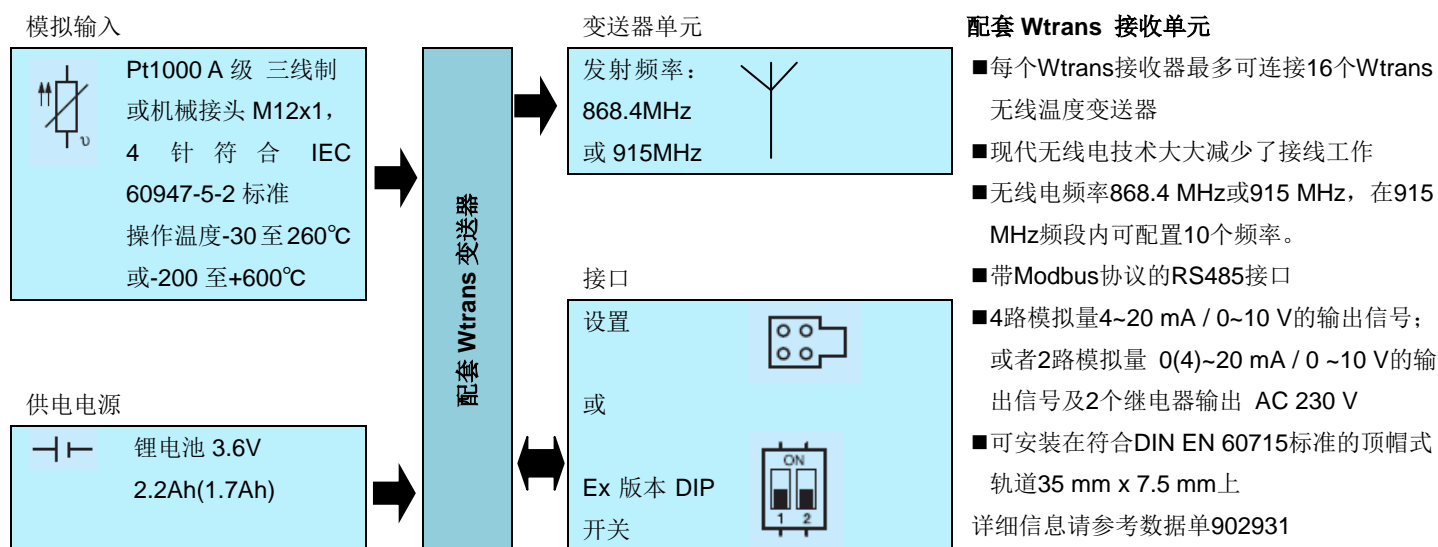 模拟输入
Pt1000 A 级 三线制
或机械接头 M12x1，
4 针符合 IEC
60947-5-2 标准
操作温度-30 至 260℃
或-200 至+600℃
υ
供电电源
锂电池 3.6V
2.2Ah(1.7Ah)
配套 Wtrans 变送器
变送器单元
发射频率：
868.4MHz
或 915MHz
接口
设置
或
Ex 版本 DIP
开关
ON
1 2
配套 Wtrans 接收单元
■每个Wtrans接收器最多可连接16个Wtrans
无线温度变送器
■现代无线电技术大大减少了接线工作
■无线电频率868.4 MHz或915 MHz，在915
MHz频段内可配置10个频率。
■带Modbus协议的RS485接口
■4路模拟量4~20 mA / 0~10 V的输出信号；
或者2路模拟量 0(4)~20 mA / 0 ~10 V的输
出信号及2个继电器输出 AC 230 V
■可安装在符合DIN EN 60715标准的顶帽式
轨道35 mm x 7.5 mm上
详细信息请参考数据单902931